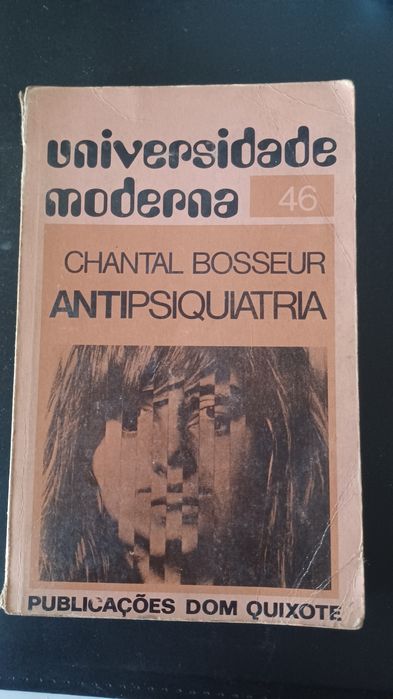 universidade
moderna 46
CHANTAL BOSSEUR
ANTIPSIQUIATRIA
PUBLICAÇÕES DOM QUIXOTE